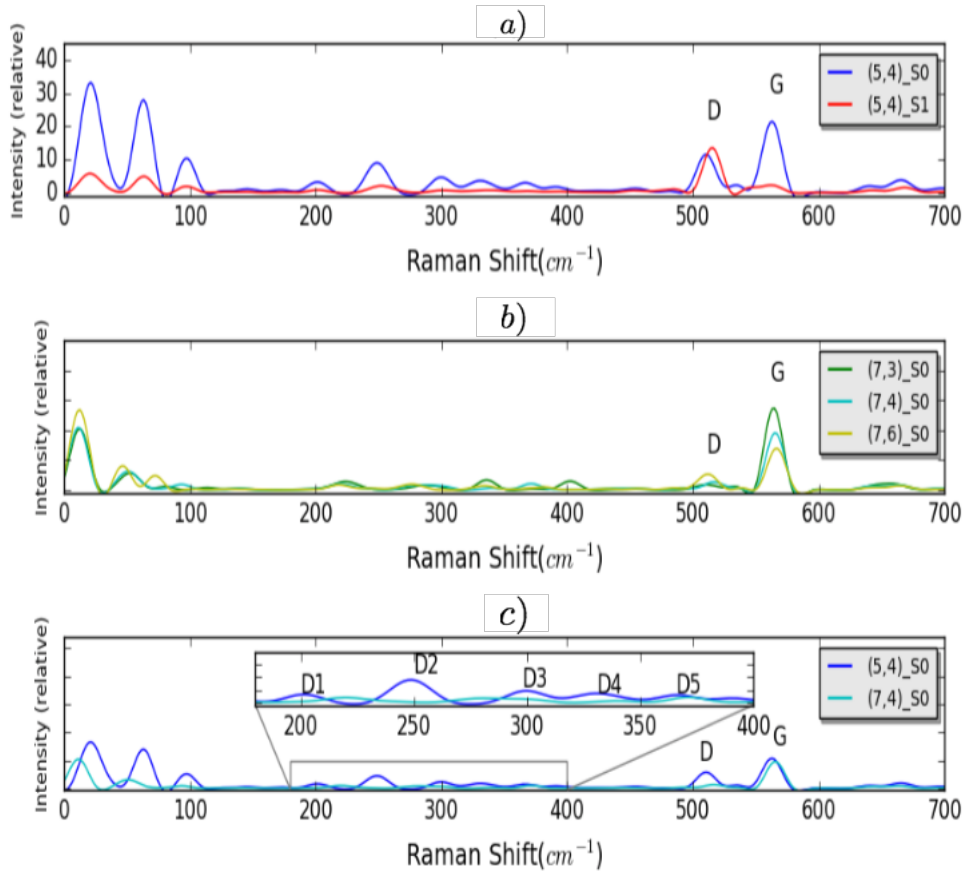 a)
Intensity (relative)
40
30
20
10
0
D
G
(5,4)_S0
(5,4)_S1
0 100 200 300 400 500 600 700
Raman Shift(cm⁻¹)
b)
Intensity (relative)
D
G
(7,3)_S0
(7,4)_S0
(7,6)_S0
0 100 200 300 400 500 600 700
Raman Shift(cm⁻¹)
c)
Intensity (relative)
D1 D2 D3 D4 D5
200 250 300 350 400
D
G
(5,4)_S0
(7,4)_S0
0 100 200 300 400 500 600 700
Raman Shift(cm⁻¹)